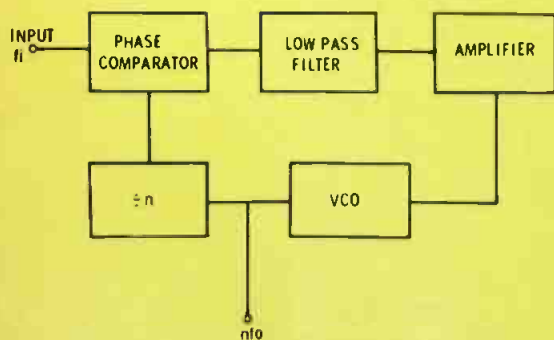 INPUT
fi
PHASE
COMPARATOR
LOW PASS
FILTER
AMPLIFIER
÷n
VCO
nfo